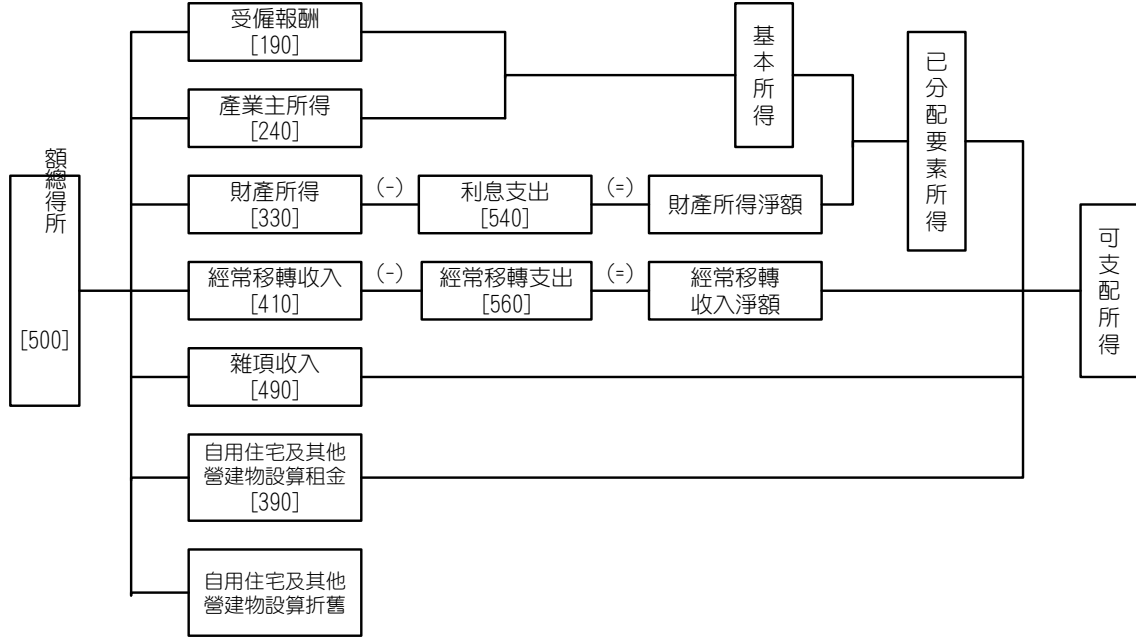 受僱報酬
[190]
產業主所得
[240]
財產所得
[330]
(-)
利息支出
[540]
(=)
財產所得淨額
經常移轉收入
[410]
(-)
經常移轉支出
[560]
(=)
經常移轉
收入淨額
雜項收入
[490]
自用住宅及其他
營建物設算租金
[390]
自用住宅及其他
營建物設算折舊
額總得所
[500]
基本所得
已分配要素所得
可支配所得